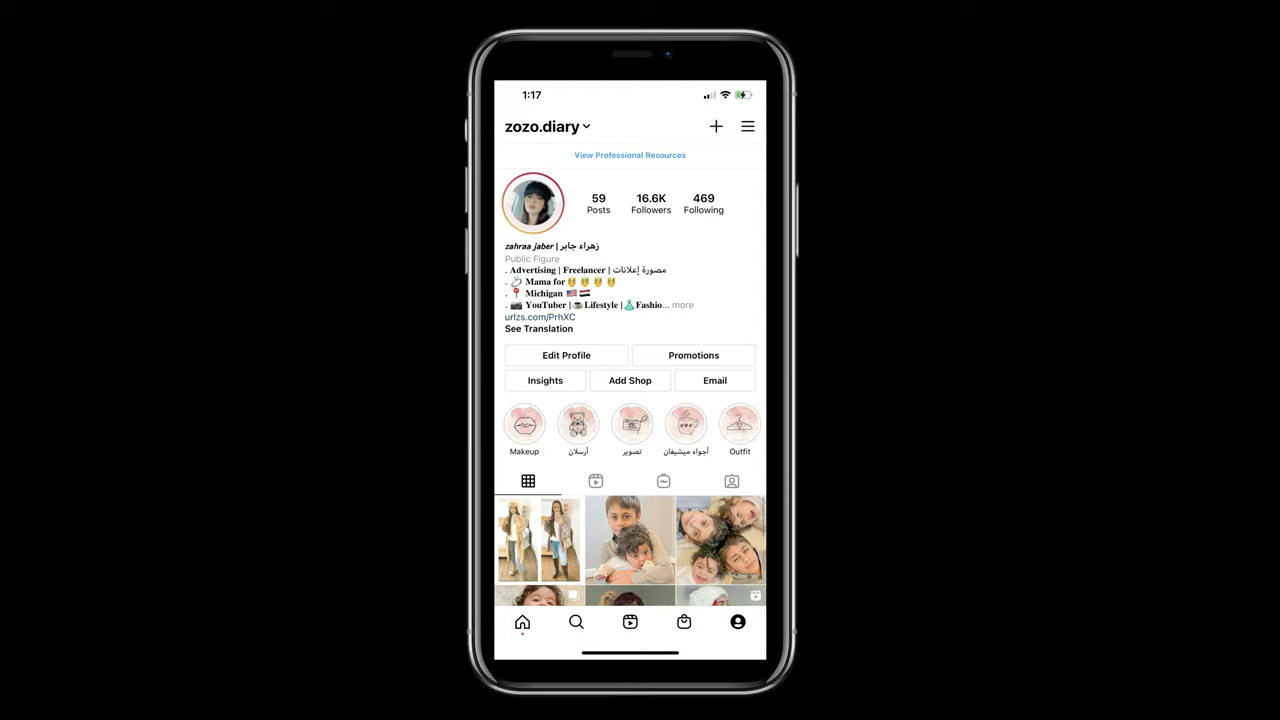 1:17
zozo.diary
View Professional Resources
59 16.6K 469
Posts Followers Following
zahraa jaber | زهراء جابر
Public Figure
. Advertising | Freelancer | مصورة إعلانات
. 💍 Mama for 🤴 🤴 🤴 🤴
. 📍 Michigan 🇺🇸 🇾🇪
. 📷 YouTuber |☕Lifestyle |👗Fashio... more
urlzs.com/PrhXC
See Translation
Edit Profile Promotions
Insights Add Shop Email
Makeup أرسلان تصوير أجواء ميشيغان Outfit